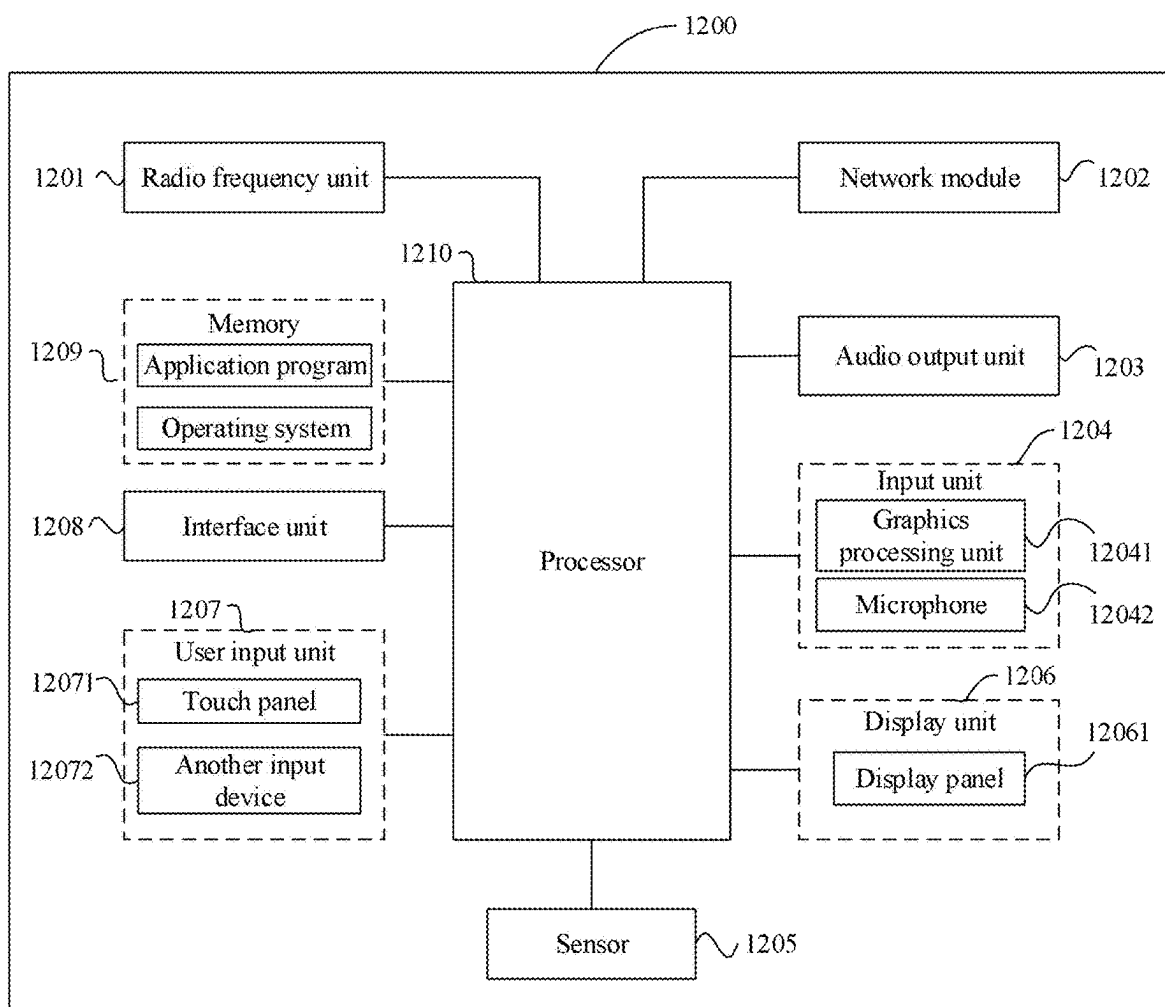 1200
1201
Radio frequency unit
Network module
1202
1210
Memory
1209
Application program
Operating system
Audio output unit
1203
1204
Input unit
Graphics
processing unit
12041
Microphone
12042
1208
Interface unit
Processor
1207
User input unit
12071
Touch panel
12072
Another input
device
1206
Display unit
12061
Display panel
Sensor
1205